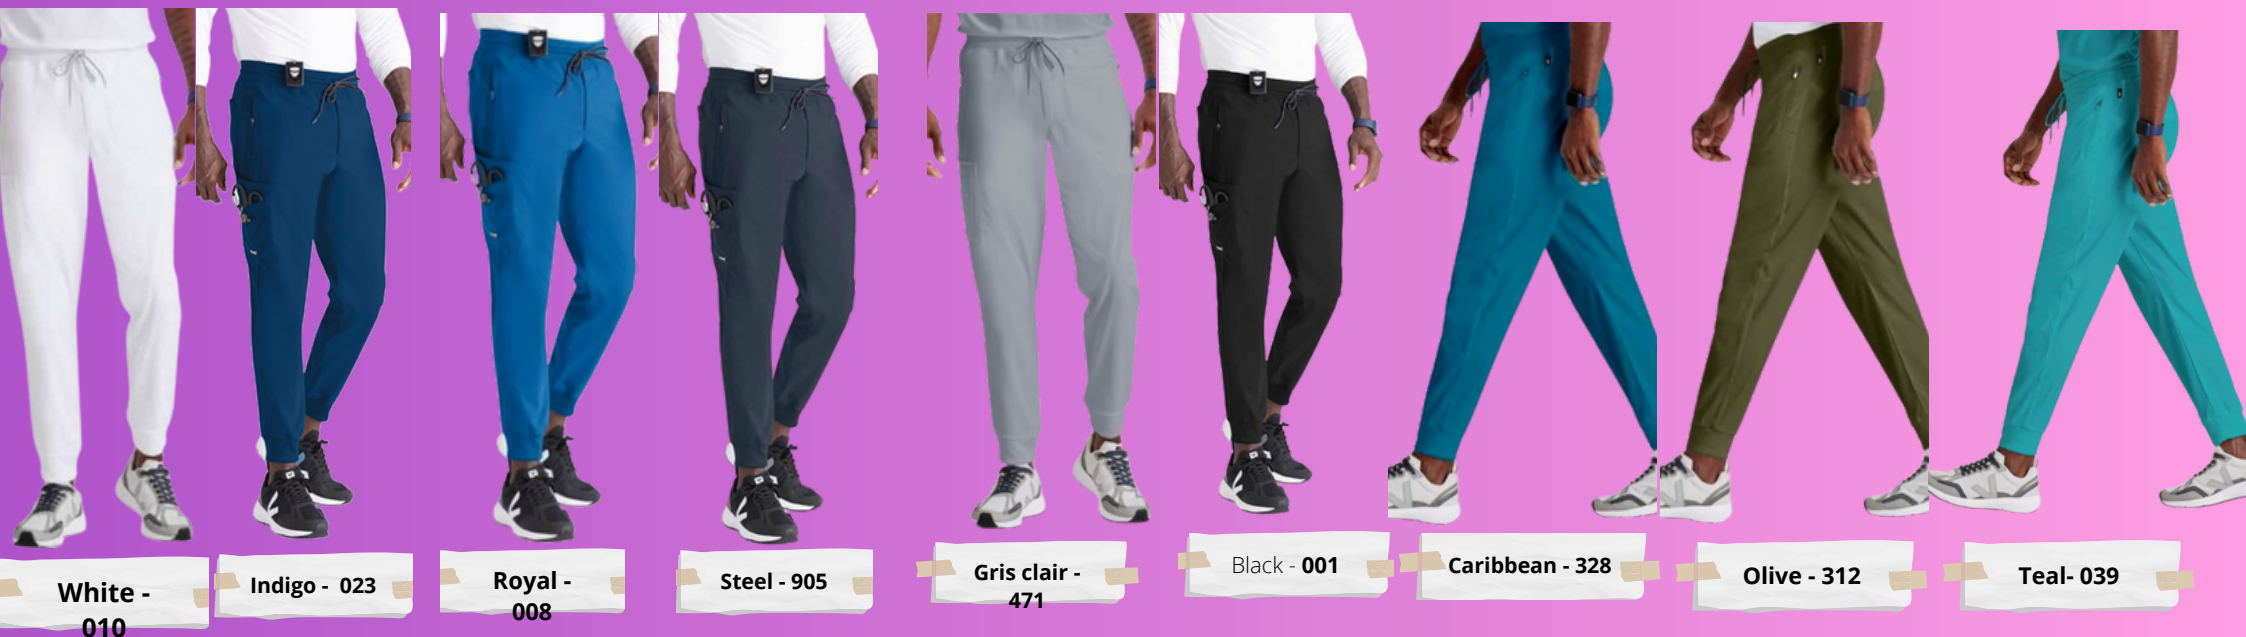 White -
010
Indigo - 023
Royal -
008
Steel - 905
Gris clair -
471
Black - 001
Caribbean - 328
Olive - 312
Teal- 039